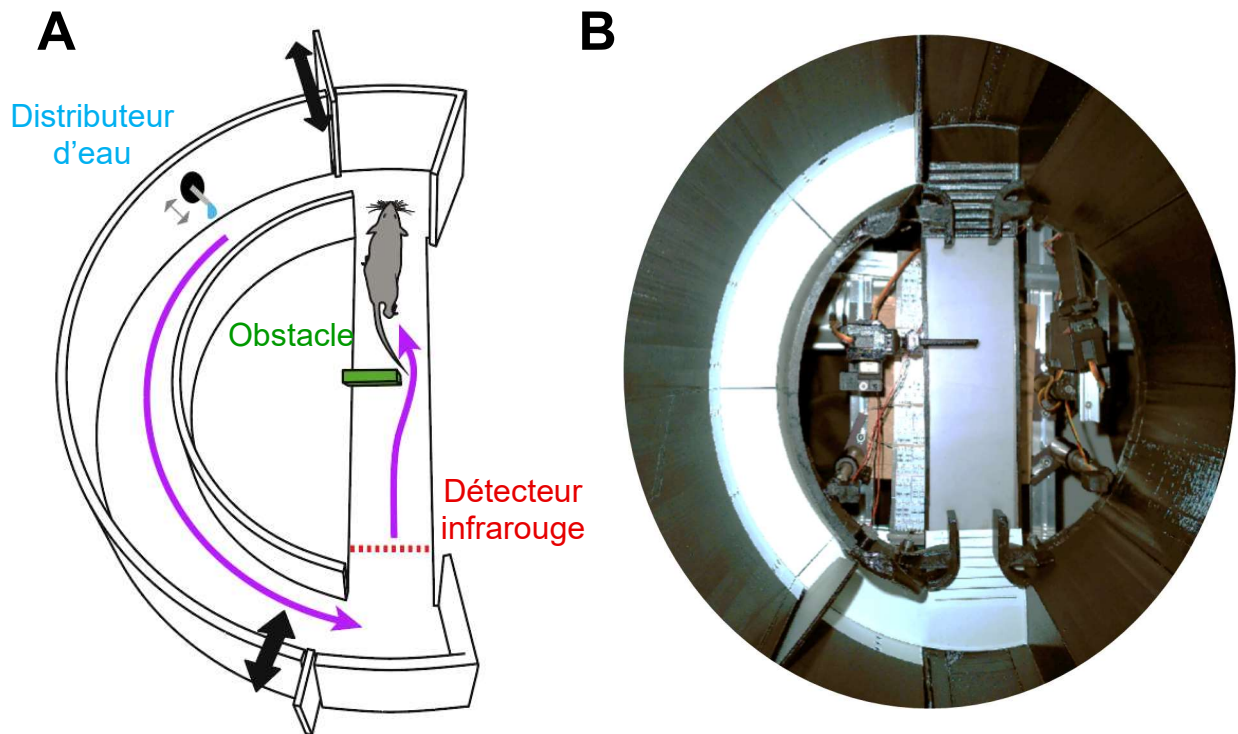 A
B
Distributeur
d’eau
Obstacle
Détecteur
infrarouge